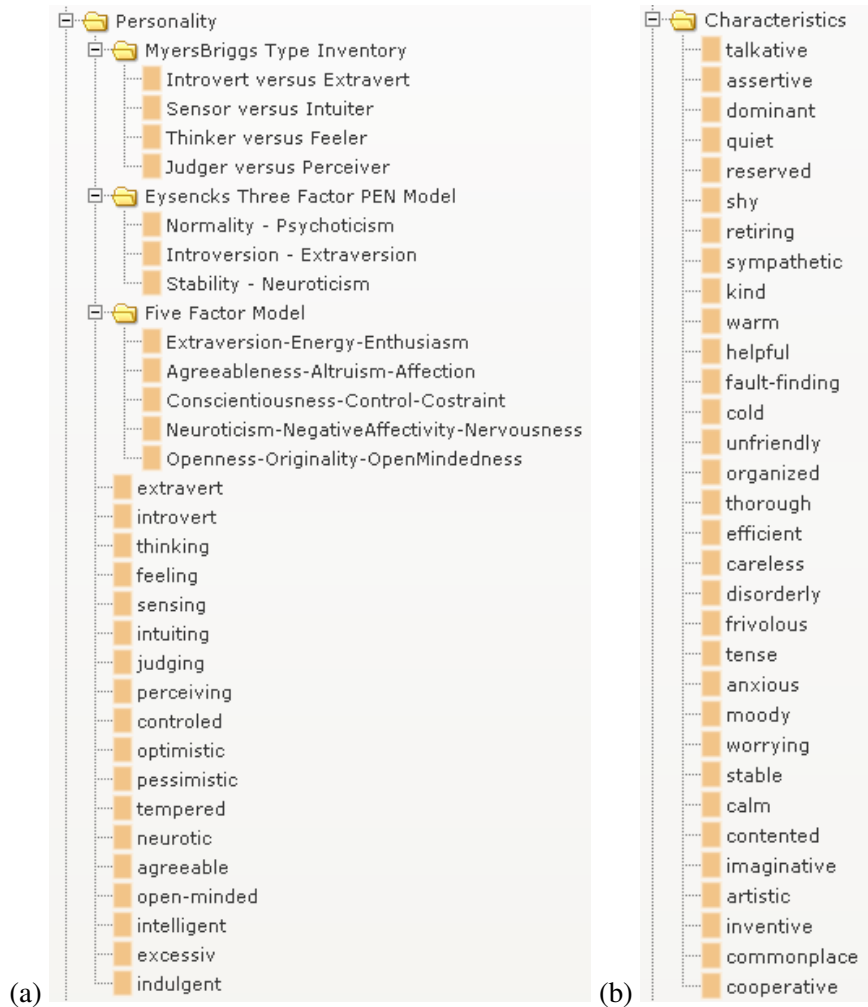 Personality
MyersBriggs Type Inventory
Introvert versus Extravert
Sensor versus Intuiter
Thinker versus Feeler
Judger versus Perceiver
Eysencks Three Factor PEN Model
Normality - Psychoticism
Introversion - Extraversion
Stability - Neuroticism
Five Factor Model
Extraversion-Energy-Enthusiasm
Agreeableness-Altruism-Affection
Conscientiousness-Control-Costraint
Neuroticism-NegativeAffectivity-Nervousness
Openness-Originality-OpenMindedness
extravert
introvert
thinking
feeling
sensing
intuiting
judging
perceiving
controled
optimistic
pessimistic
tempered
neurotic
agreeable
open-minded
intelligent
excessiv
indulgent
(a)
Characteristics
talkative
assertive
dominant
quiet
reserved
shy
retiring
sympathetic
kind
warm
helpful
fault-finding
cold
unfriendly
organized
thorough
efficient
careless
disorderly
frivolous
tense
anxious
moody
worrying
stable
calm
contented
imaginative
artistic
inventive
commonplace
cooperative
(b)